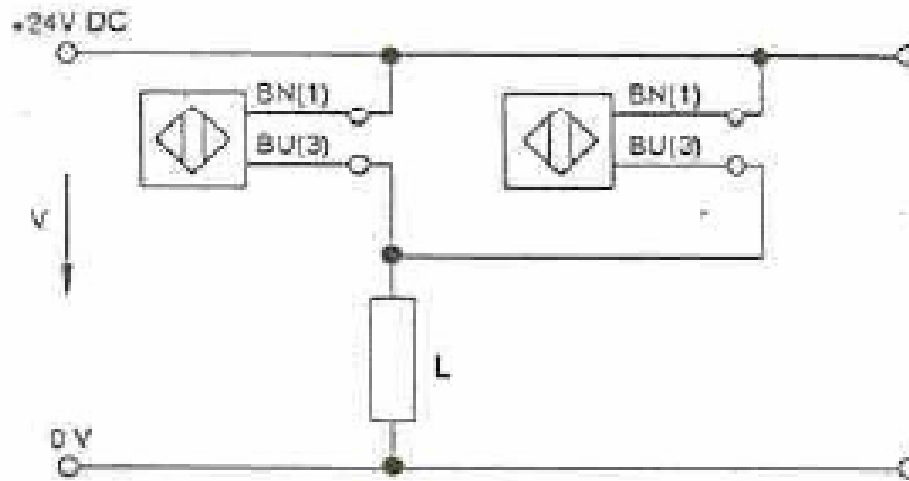 +24V DC
BN(1)
BU(3)
BN(1)
BU(3)
V
L
0 V